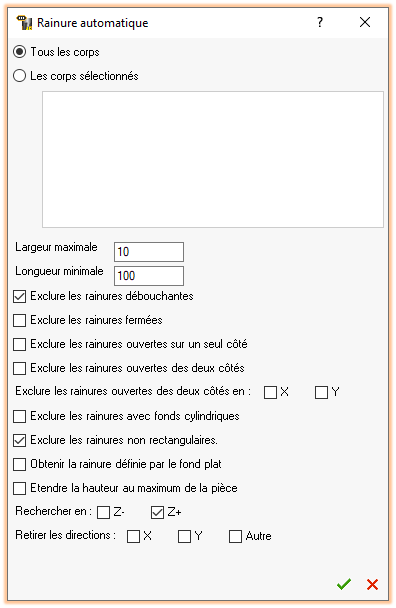 Rainure automatique ?
Tous les corps
Les corps sélectionnés
Largeur maximale 10
Longueur minimale 100
Exclure les rainures débouchantes
Exclure les rainures fermées
Exclure les rainures ouvertes sur un seul côté
Exclure les rainures ouvertes des deux côtés
Exclure les rainures ouvertes des deux côtés en : X Y
Exclure les rainures avec fonds cylindriques
Exclure les rainures non rectangulaires.
Obtenir la rainure définie par le fond plat
Etendre la hauteur au maximum de la pièce
Rechercher en : Z- Z+
Retirer les directions : X Y Autre